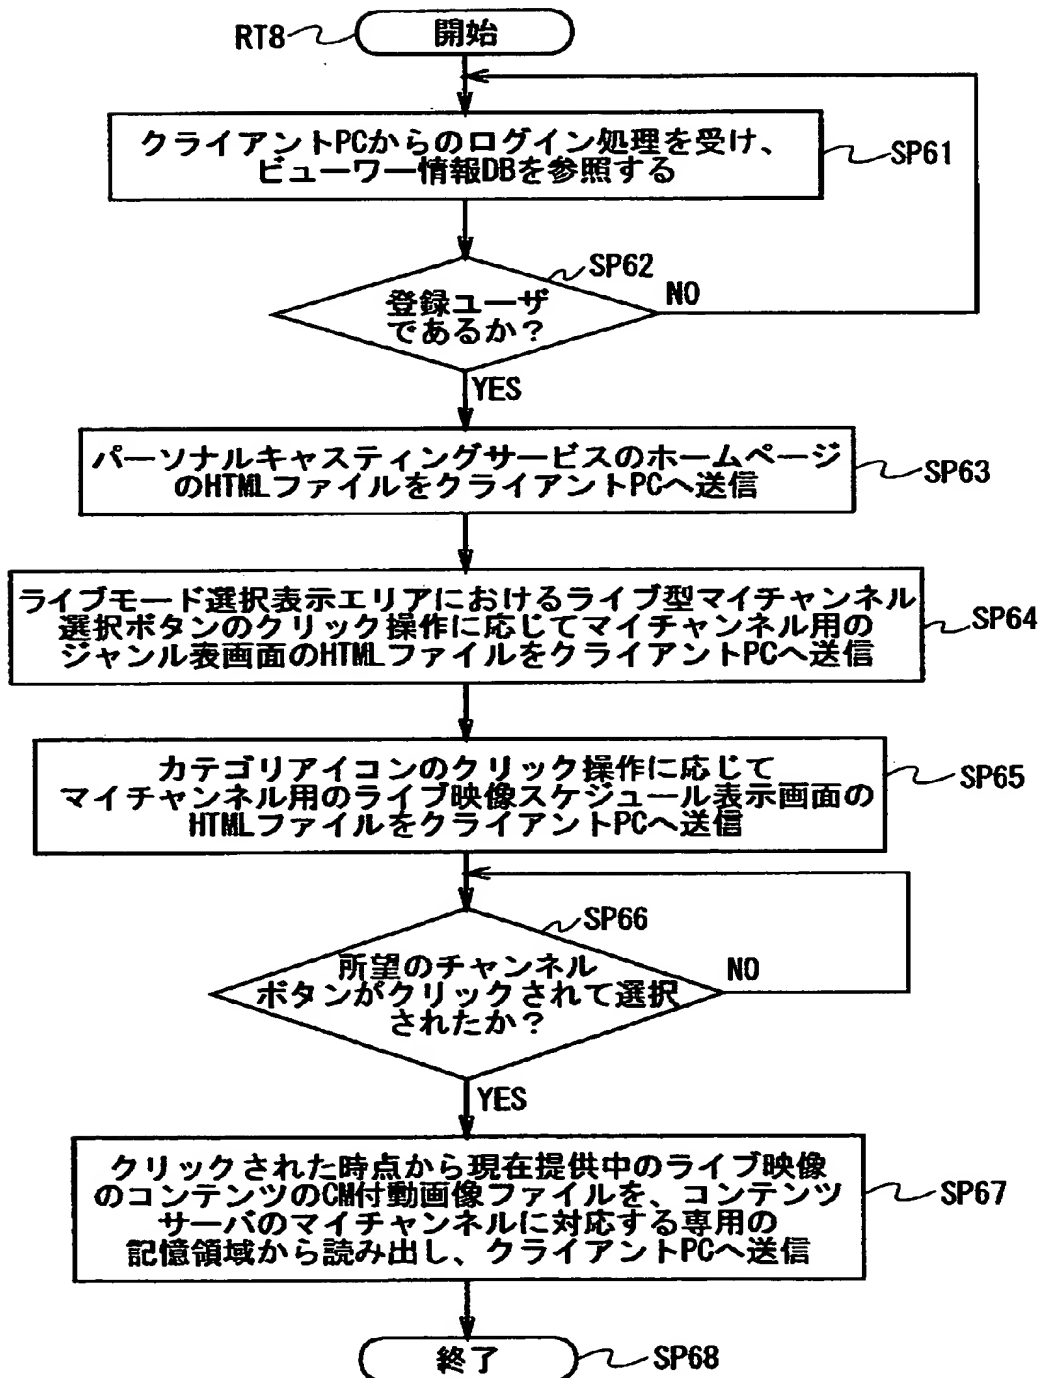 RT8
開始
クライアントPCからのログイン処理を受け、
ビューワー情報DBを参照する
SP61
SP62
登録ユーザ
であるか？
NO
YES
パーソナルキャスティングサービスのホームページ
のHTMLファイルをクライアントPCへ送信
SP63
ライブモード選択表示エリアにおけるライブ型マイチャンネル
選択ボタンのクリック操作に応じてマイチャンネル用の
ジャンル表画面のHTMLファイルをクライアントPCへ送信
SP64
カテゴリアイコンのクリック操作に応じて
マイチャンネル用のライブ映像スケジュール表示画面の
HTMLファイルをクライアントPCへ送信
SP65
SP66
所望のチャンネル
ボタンがクリックされて選択
されたか？
NO
YES
クリックされた時点から現在提供中のライブ映像
のコンテンツのCM付動画像ファイルを、コンテンツ
サーバのマイチャンネルに対応する専用の
記憶領域から読み出し、クライアントPCへ送信
SP67
終了
SP68